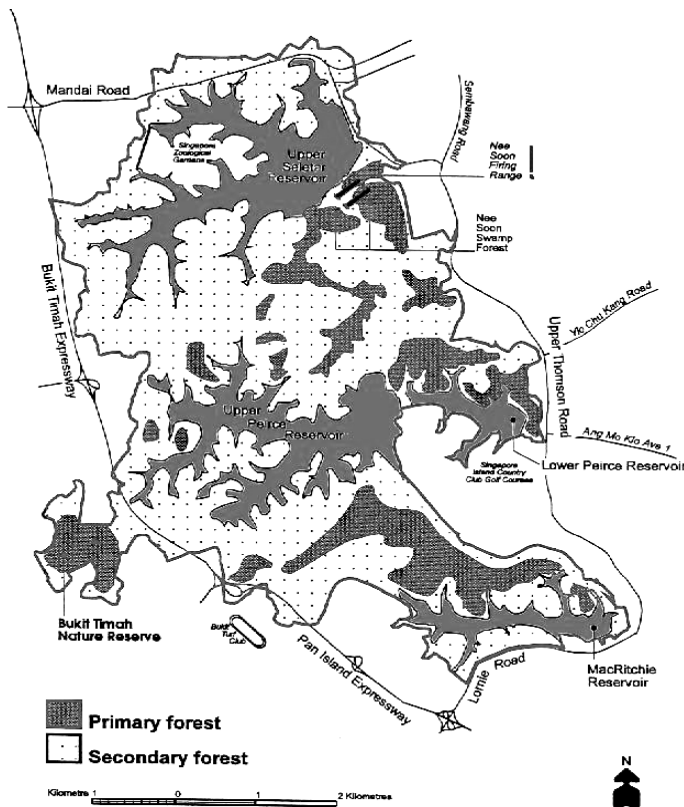 Mandai Road
Sembawang Road
Singapore
Zoological
Gardens
Upper
Seletar
Reservoir
Nee
Soon
Firing
Range
Nee
Soon
Swamp
Forest
Bukit Timah Expressway
Yio Chu Kang Road
Upper Thomson Road
Upper
Peirce
Reservoir
Ang Mo Kio Ave 1
Lower Peirce Reservoir
Singapore
Island Country
Club Golf Courses
Bukit Timah
Nature Reserve
Bukit
Turf
Club
Pan Island Expressway
Lornie Road
MacRitchie
Reservoir
Primary forest
Secondary forest
N
Kilometre 1 0 1 2 Kilometres